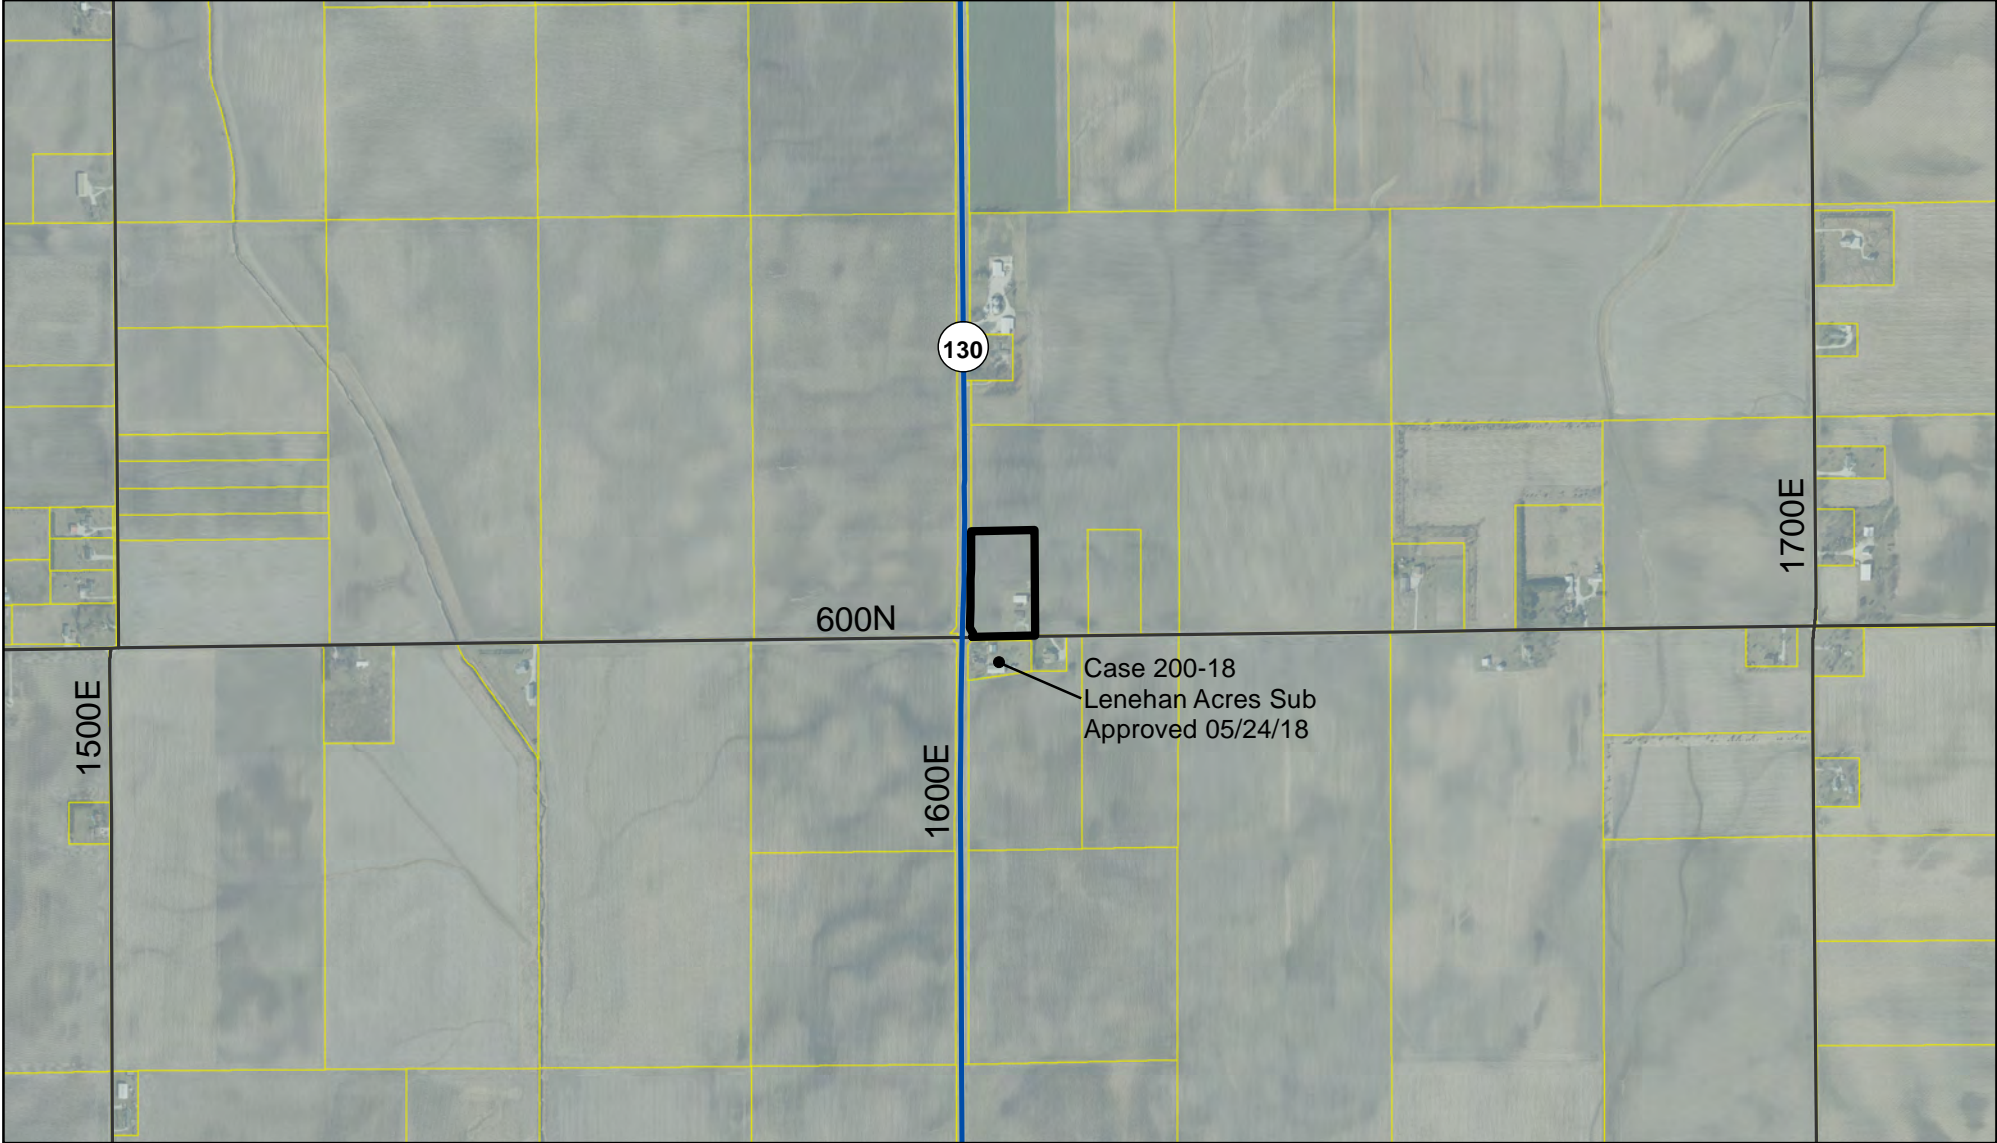 130
1700E
600N
Case 200-18
Lenehan Acres Sub
Approved 05/24/18
1500E
1600E